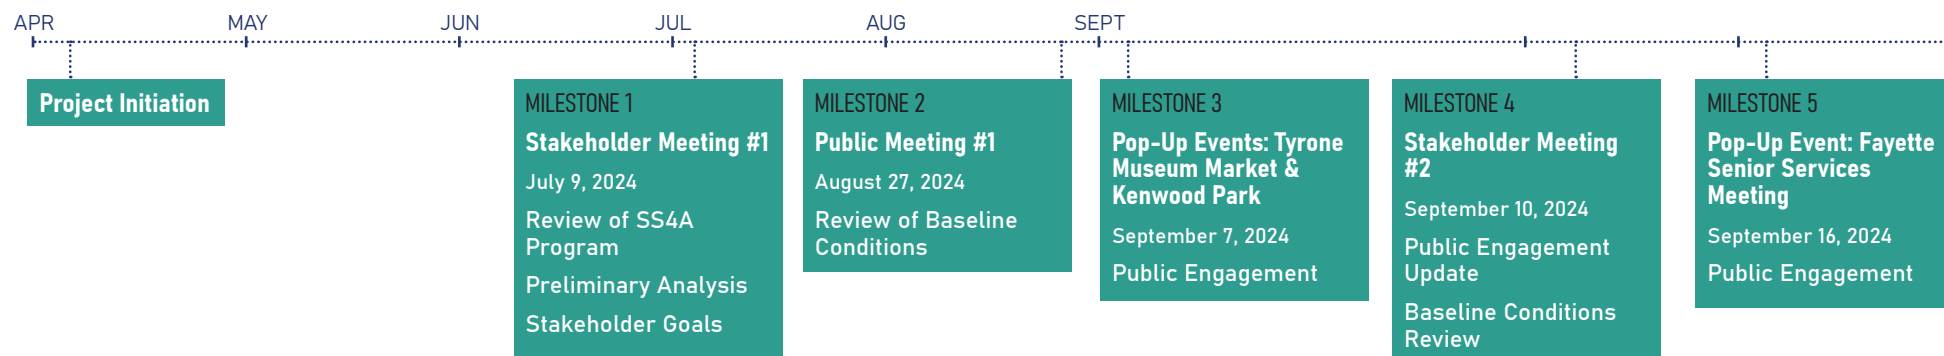 APR
MAY
JUN
JUL
AUG
SEPT
Project Initiation
MILESTONE 1
Stakeholder Meeting #1
July 9, 2024
Review of SS4A
Program
Preliminary Analysis
Stakeholder Goals
MILESTONE 2
Public Meeting #1
August 27, 2024
Review of Baseline
Conditions
MILESTONE 3
Pop-Up Events: Tyrone
Museum Market &
Kenwood Park
September 7, 2024
Public Engagement
MILESTONE 4
Stakeholder Meeting
#2
September 10, 2024
Public Engagement
Update
Baseline Conditions
Review
MILESTONE 5
Pop-Up Event: Fayette
Senior Services
Meeting
September 16, 2024
Public Engagement